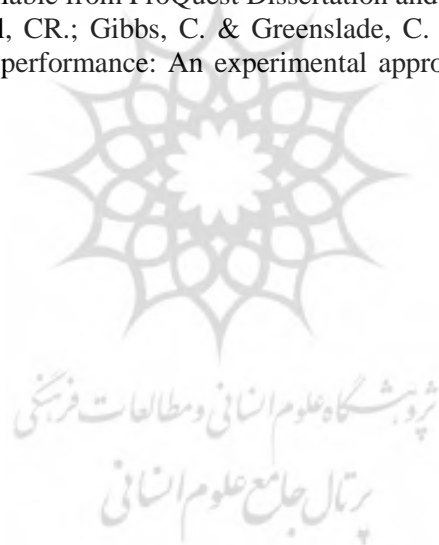 lable from ProQuest Dissertation and
l, CR.; Gibbs, C. & Greenslade, C.
performance: An experimental appro
پژوهشگاه علوم انسانی و مطالعات فرهنگی
پرتال جامع علوم انسانی